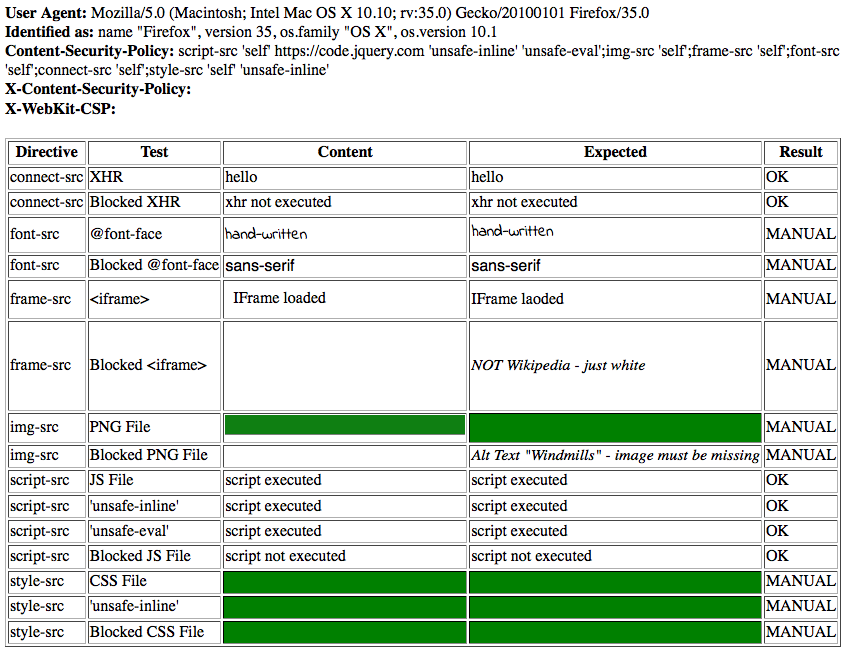 User Agent: Mozilla/5.0 (Macintosh; Intel Mac OS X 10.10; rv:35.0) Gecko/20100101 Firefox/35.0
Identified as: name "Firefox", version 35, os.family "OS X", os.version 10.1
Content-Security-Policy: script-src 'self' https://code.jquery.com 'unsafe-inline' 'unsafe-eval';img-src 'self';frame-src 'self';font-src
'self';connect-src 'self';style-src 'self' 'unsafe-inline'
X-Content-Security-Policy:
X-WebKit-CSP:
Directive Test Content Expected Result
connect-src XHR hello hello OK
connect-src Blocked XHR xhr not executed xhr not executed OK
font-src @font-face hand-written hand-written MANUAL
font-src Blocked @font-face sans-serif sans-serif MANUAL
frame-src <iframe> IFrame loaded IFrame laoded MANUAL
frame-src Blocked <iframe> NOT Wikipedia - just white MANUAL
img-src PNG File MANUAL
img-src Blocked PNG File Alt Text "Windmills" - image must be missing MANUAL
script-src JS File script executed script executed OK
script-src 'unsafe-inline' script executed script executed OK
script-src 'unsafe-eval' script executed script executed OK
script-src Blocked JS File script not executed script not executed OK
style-src CSS File MANUAL
style-src 'unsafe-inline' MANUAL
style-src Blocked CSS File MANUAL